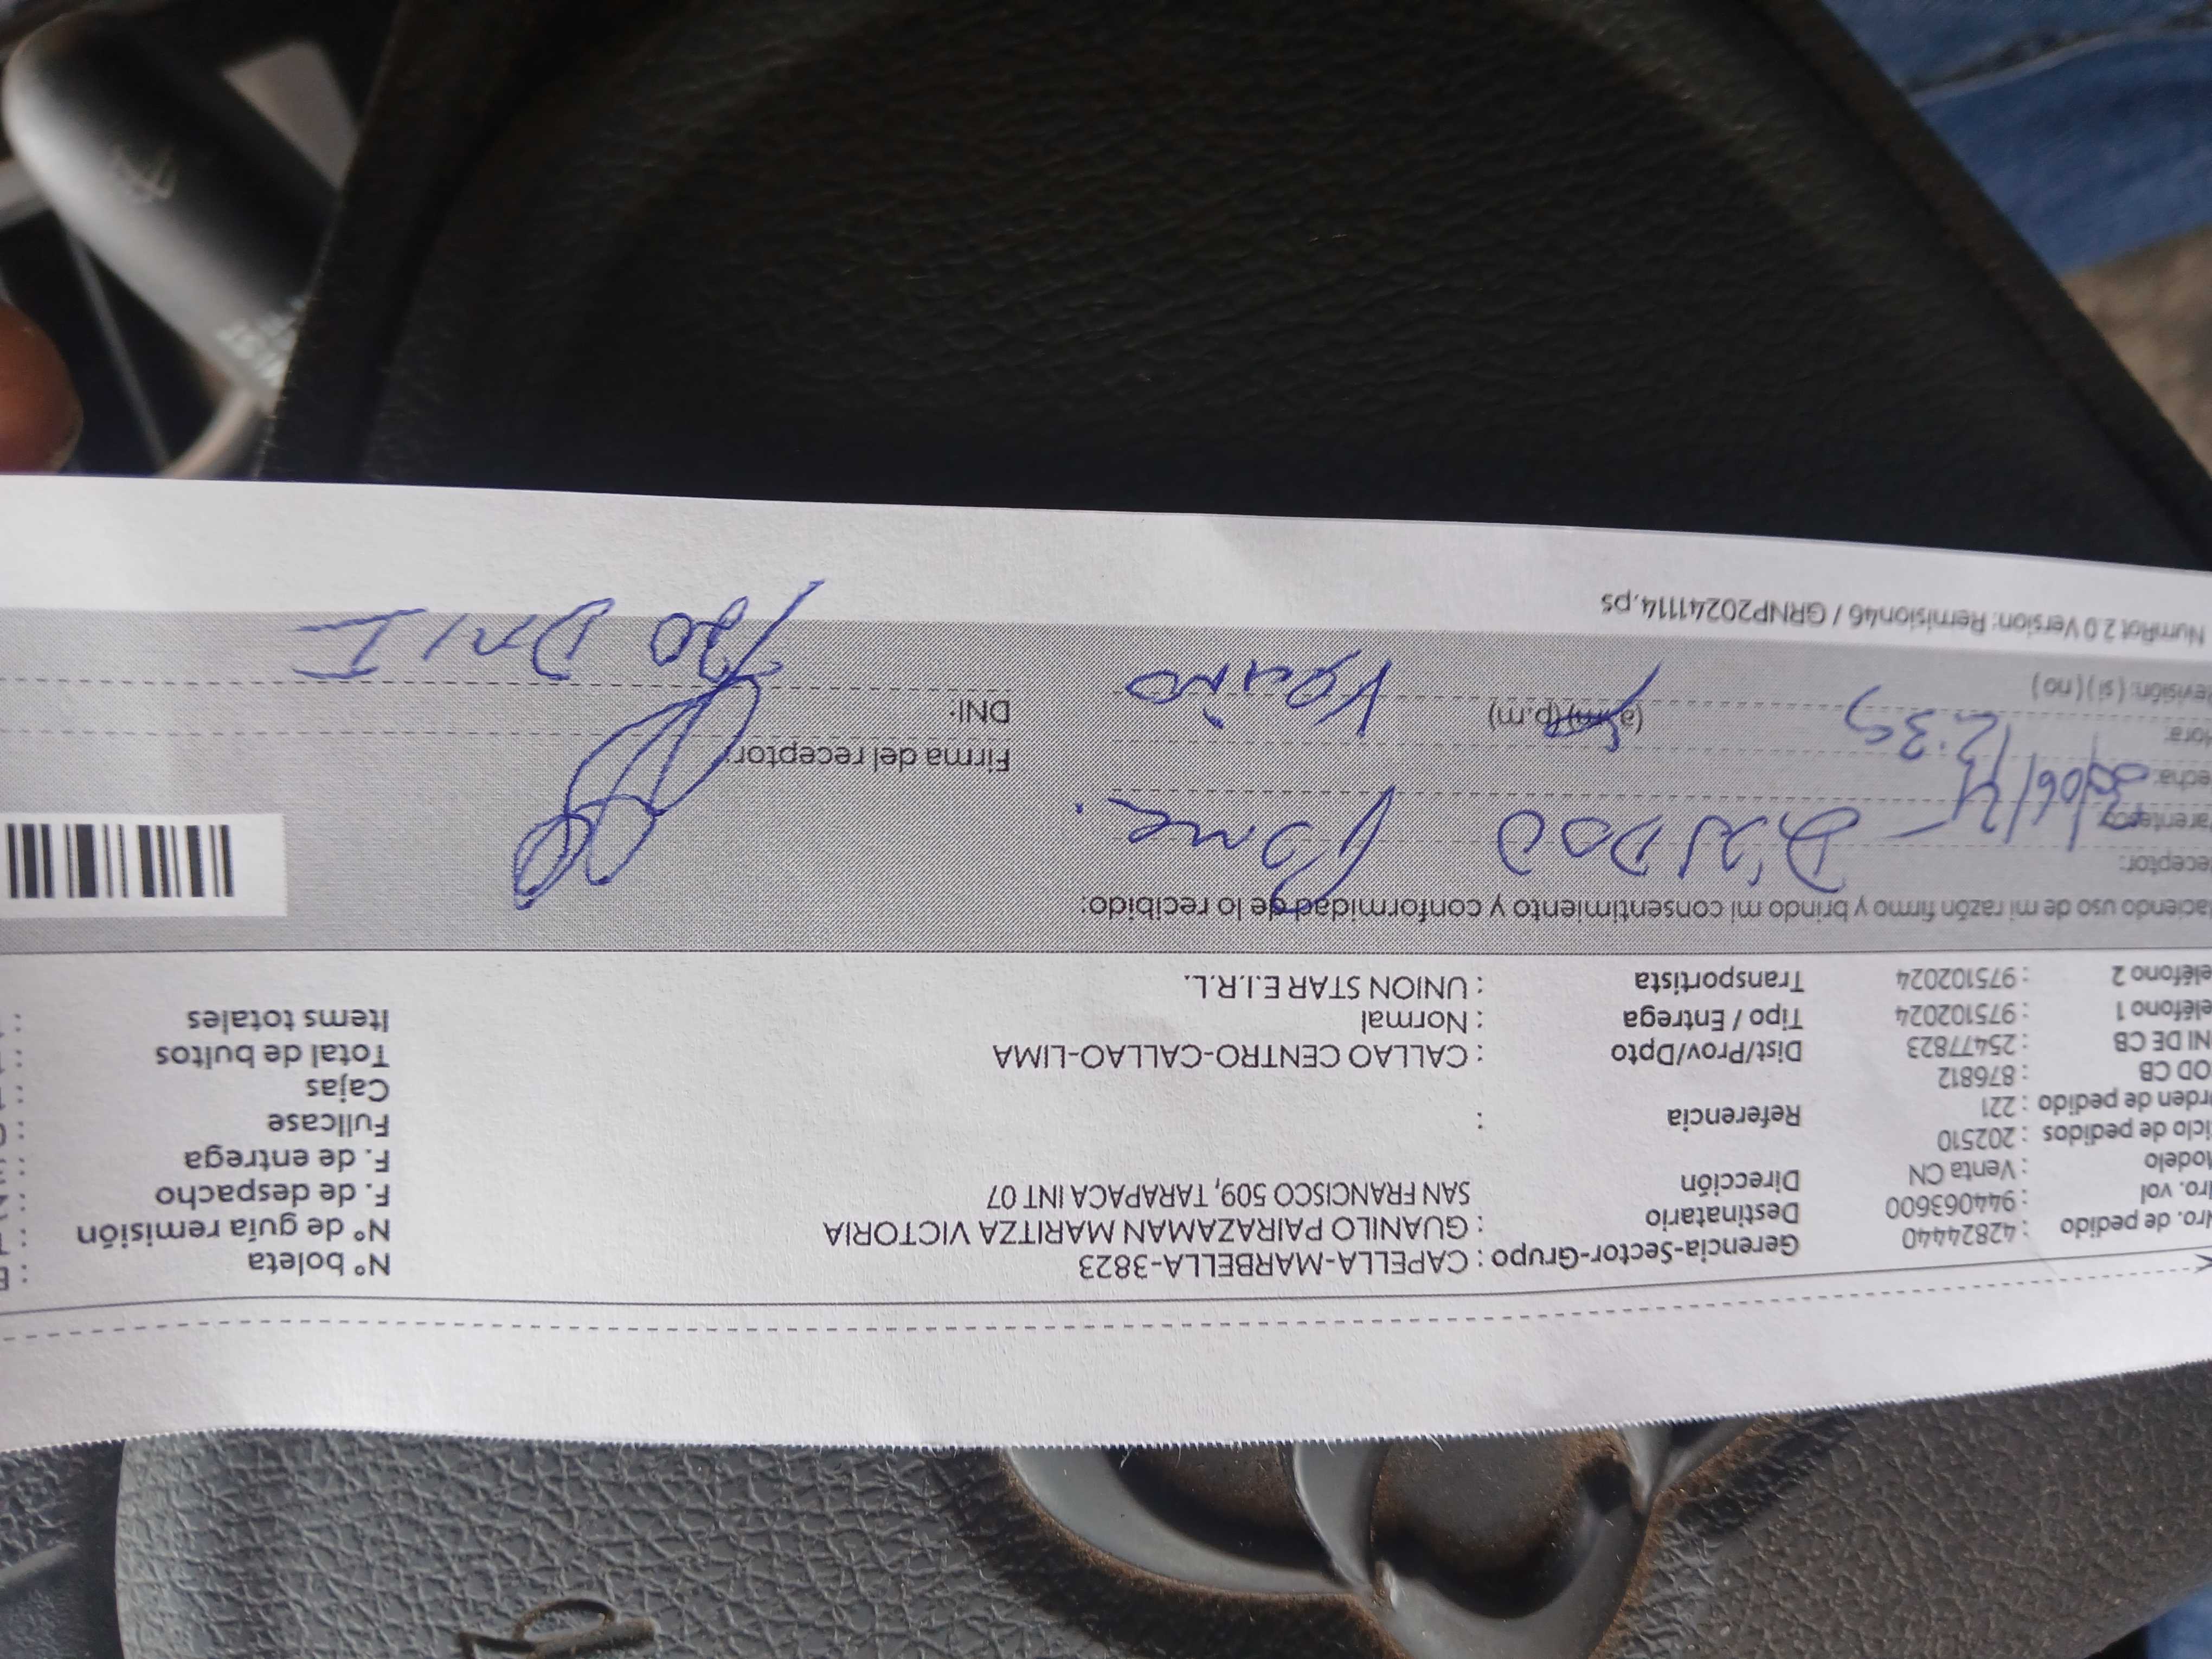 Nro. de pedido : 42824440 Gerencia-Sector-Grupo : CAPELLA-MARBELLA-3823 N° boleta :
Nro. vol : 944063600 Destinatario : GUANILO PAIRAZAMAN MARITZA VICTORIA N° de guía remisión :
Modelo : Venta CN Dirección SAN FRANCISCO 509, TARAPACA INT 07 F. de despacho :
Ciclo de pedidos : 202510 F. de entrega :
Orden de pedido : 221 Referencia : Fullcase :
COD CB : 876812 Cajas :
DNI DE CB : 25477823 Dist/Prov/Dpto : CALLAO CENTRO-CALLAO-LIMA Total de bultos :
Teléfono 1 : 975102024 Tipo / Entrega : Normal Items totales :
Teléfono 2 : 975102024 Transportista : UNION STAR E.I.R.L.
Haciendo uso de mi razón firmo y brindo mi consentimiento y conformidad de lo recibido:
Receptor:
Parentesco
Fecha: Firma del receptor:
Hora: 12:35 (a.m)(p.m) DNI:
Revisión: (si) (no)
NumRot 2.0 Version: Remision46 / GRNP202411114.ps